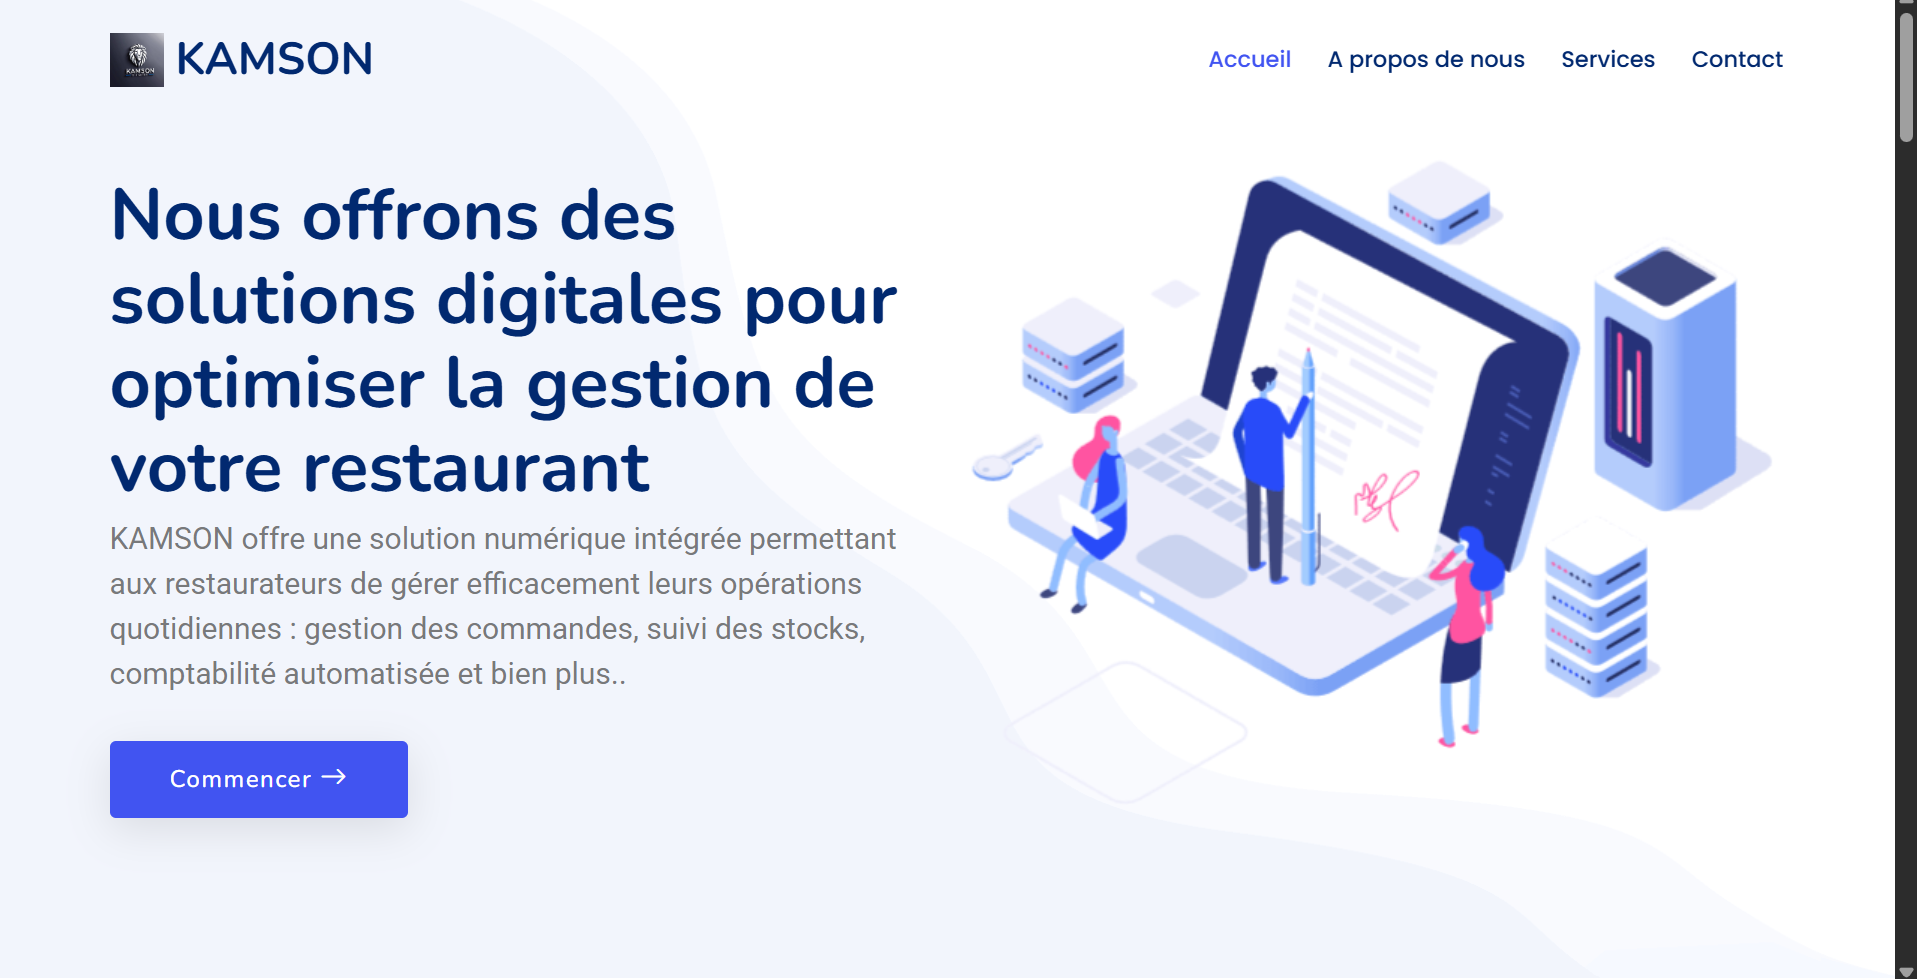 KAMSON
KAMSON
Accueil
A propos de nous
Services
Contact
Nous offrons des
solutions digitales pour
optimiser la gestion de
votre restaurant
KAMSON offre une solution numérique intégrée permettant
aux restaurateurs de gérer efficacement leurs opérations
quotidiennes : gestion des commandes, suivi des stocks,
comptabilité automatisée et bien plus..
Commencer →